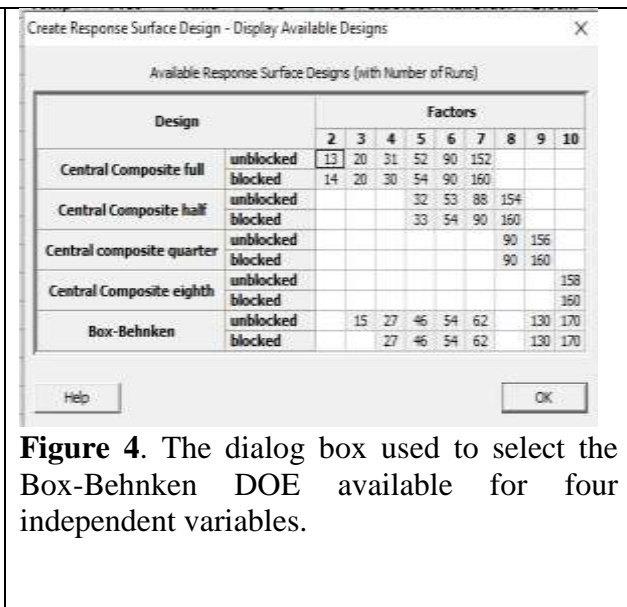 Create Response Surface Design - Display Available Designs ×
Available Response Surface Designs (with Number of Runs)
Design Factors
2 3 4 5 6 7 8 9 10
Central Composite full unblocked 13 20 31 52 90 152
blocked 14 20 30 54 90 160
Central Composite half unblocked 32 53 88 154
blocked 33 54 90 160
Central composite quarter unblocked 90 156
blocked 90 160
Central Composite eighth unblocked 158
blocked 160
Box-Behnken unblocked 15 27 46 54 62 130 170
blocked 27 46 54 62 130 170
Help OK
Figure 4. The dialog box used to select the
Box-Behnken DOE available for four
independent variables.